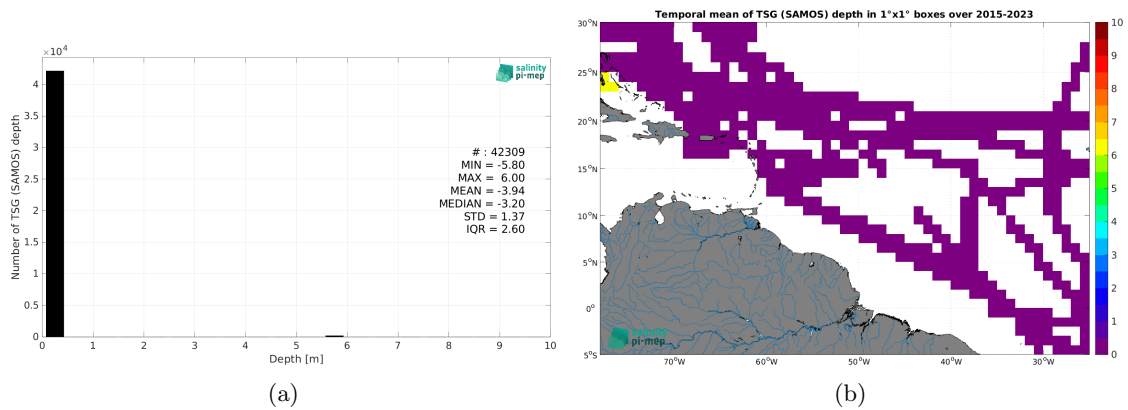 ×10⁴
4
3.5
3
2.5
2
1.5
1
0.5
0
Number of TSG (SAMOS) depth
1 2 3 4 5 6 7 8 9 10
Depth [m]
salinity
pi-mep
# : 42309
MIN = -5.80
MAX = 6.00
MEAN = -3.94
MEDIAN = -3.20
STD = 1.37
IQR = 2.60
(a)
Temporal mean of TSG (SAMOS) depth in 1°x1° boxes over 2015-2023
30°N
25°N
20°N
15°N
10°N
5°N
0°
5°S
70°W 60°W 50°W 40°W 30°W
salinity
pi-mep
10
9
8
7
6
5
4
3
2
1
0
(b)